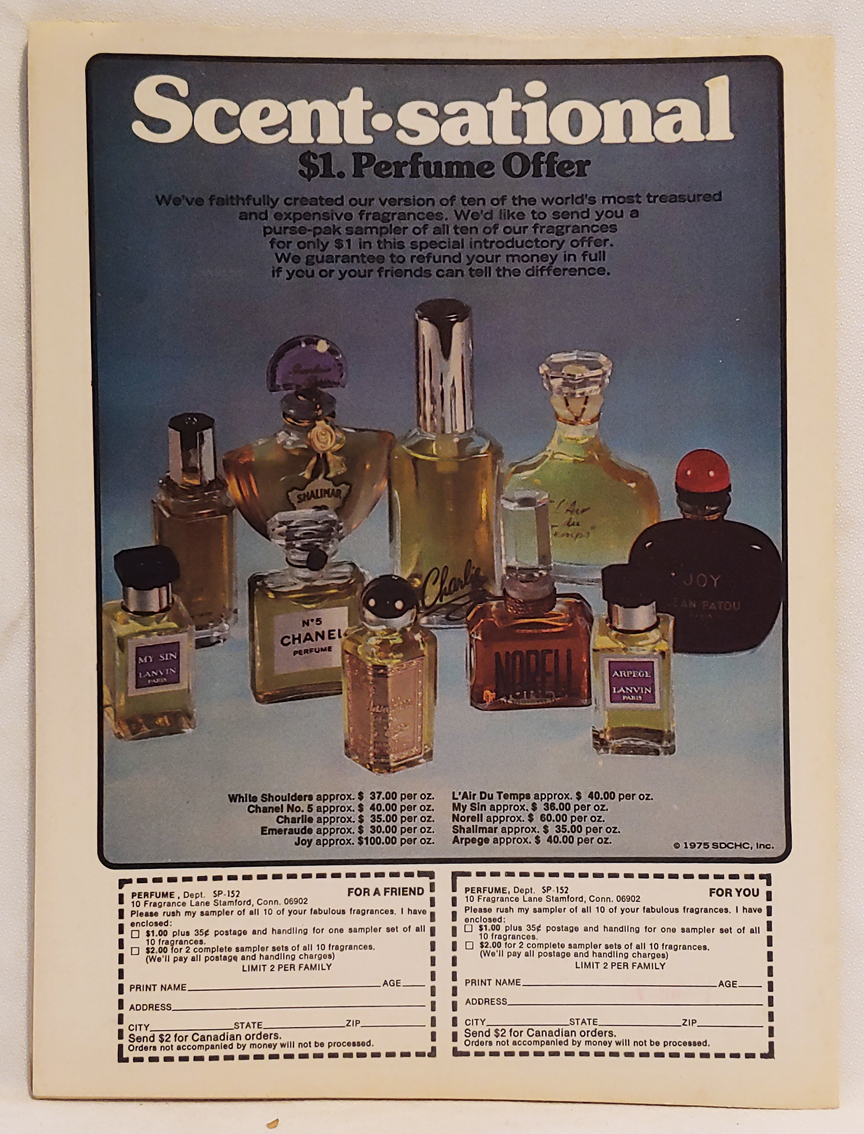 Scent•sational
$1. Perfume Offer
We've faithfully created our version of ten of the world's most treasured
and expensive fragrances. We'd like to send you a
purse-pak sampler of all ten of our fragrances
for only $1 in this special introductory offer.
We guarantee to refund your money in full
if you or your friends can tell the difference.
SHALIMAR
L'Air
du
Temps
Charlie
JOY
JEAN PATOU
N°5
CHANEL
PERFUME
NORELL
MY SIN
LANVIN
PARIS
ARPEGE
LANVIN
PARIS
White Shoulders approx. $ 37.00 per oz.
Chanel No. 5 approx. $ 40.00 per oz.
Charlie approx. $ 35.00 per oz.
Emeraude approx. $ 30.00 per oz.
Joy approx. $100.00 per oz.
L'Air Du Temps approx. $ 40.00 per oz.
My Sin approx. $ 36.00 per oz.
Norell approx. $ 60.00 per oz.
Shalimar approx. $ 35.00 per oz.
Arpege approx. $ 40.00 per oz.
© 1975 SDCHC, Inc.
PERFUME, Dept. SP-152 FOR A FRIEND
10 Fragrance Lane Stamford, Conn. 06902
Please rush my sampler of all 10 of your fabulous fragrances. I have
enclosed:
☐ $1.00 plus 35¢ postage and handling for one sampler set of all
10 fragrances.
☐ $2.00 for 2 complete sampler sets of all 10 fragrances.
(We'll pay all postage and handling charges)
LIMIT 2 PER FAMILY
PRINT NAME AGE
ADDRESS
CITY STATE ZIP
Send $2 for Canadian orders.
Orders not accompanied by money will not be processed.
PERFUME, Dept. SP-152 FOR YOU
10 Fragrance Lane Stamford, Conn. 06902
Please rush my sampler of all 10 of your fabulous fragrances. I have
enclosed:
☐ $1.00 plus 35¢ postage and handling for one sampler set of all
10 fragrances.
☐ $2.00 for 2 complete sampler sets of all 10 fragrances.
(We'll pay all postage and handling charges)
LIMIT 2 PER FAMILY
PRINT NAME AGE
ADDRESS
CITY STATE ZIP
Send $2 for Canadian orders.
Orders not accompanied by money will not be processed.